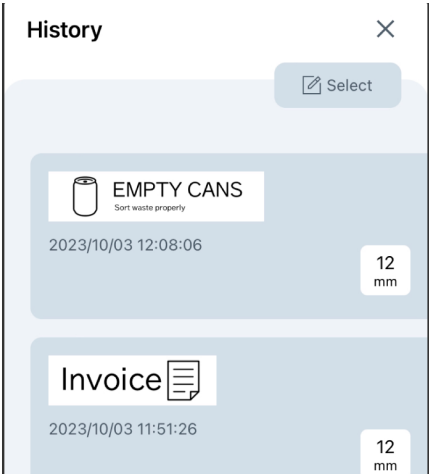 History
Select
EMPTY CANS
Sort waste properly
2023/10/03 12:08:06
12
mm
Invoice
2023/10/03 11:51:26
12
mm